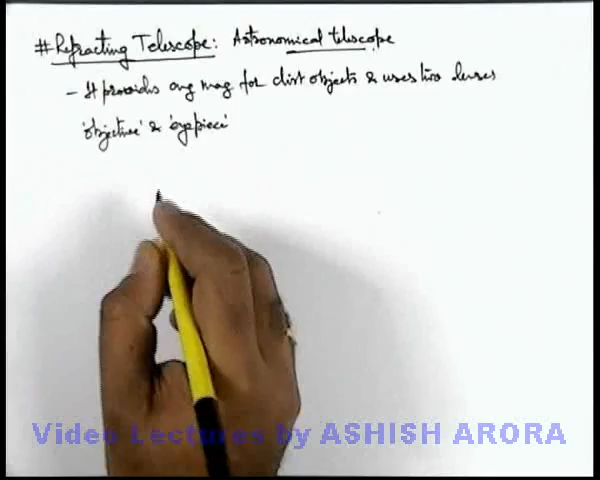 # Refracting Telescope: Astronomical telescope
- It provides ang mag for dist objects & uses two lenses
'objective' & 'eyepiece'
Video Lectures by ASHISH ARORA